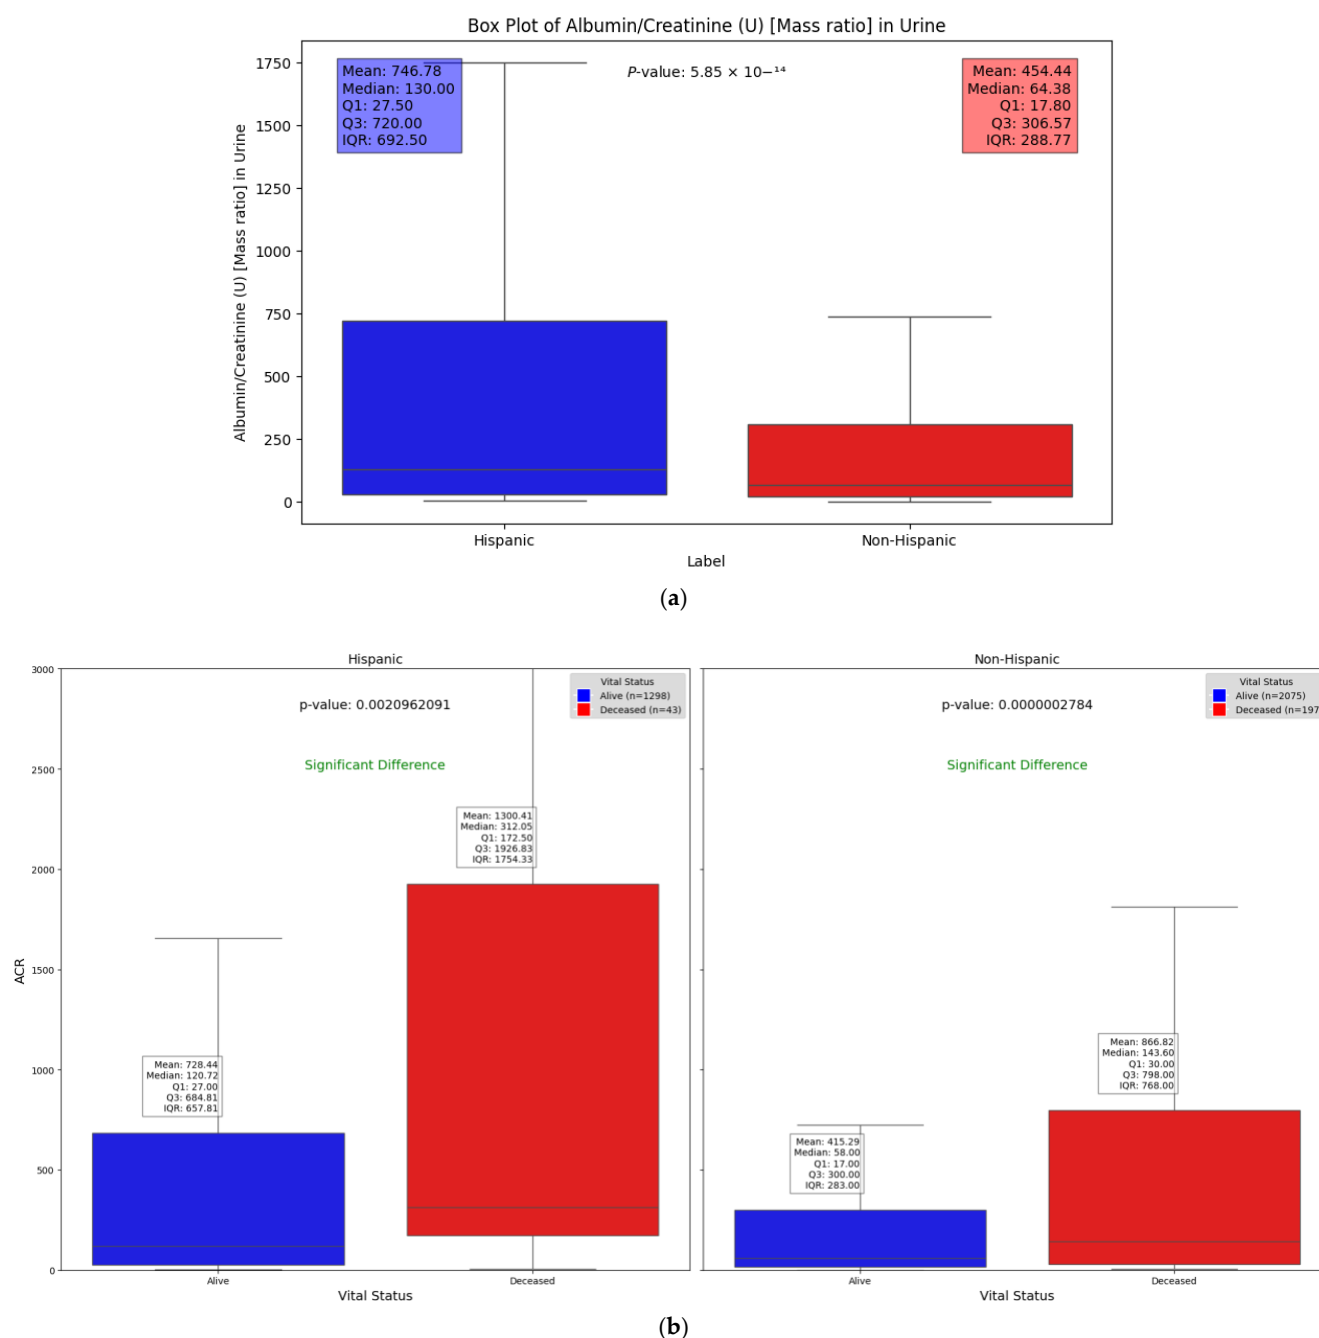 Box Plot of Albumin/Creatinine (U) [Mass ratio] in Urine
Albumin/Creatinine (U) [Mass ratio] in Urine
1750
1500
1250
1000
750
500
250
0
Mean: 746.78
Median: 130.00
Q1: 27.50
Q3: 720.00
IQR: 692.50
P-value: 5.85 × 10−¹⁴
Mean: 454.44
Median: 64.38
Q1: 17.80
Q3: 306.57
IQR: 288.77
Hispanic
Non-Hispanic
Label
(a)
Hispanic
ACR
3000
2500
2000
1500
1000
500
0
p-value: 0.0020962091
Significant Difference
Vital Status
Alive (n=1298)
Deceased (n=43)
Mean: 1300.41
Median: 312.05
Q1: 172.50
Q3: 1926.83
IQR: 1754.33
Mean: 728.44
Median: 120.72
Q1: 27.00
Q3: 684.81
IQR: 657.81
Alive
Deceased
Vital Status
Non-Hispanic
p-value: 0.0000002784
Significant Difference
Vital Status
Alive (n=2075)
Deceased (n=197
Mean: 866.82
Median: 143.60
Q1: 30.00
Q3: 798.00
IQR: 768.00
Mean: 415.29
Median: 58.00
Q1: 17.00
Q3: 300.00
IQR: 283.00
Alive
Deceased
Vital Status
(b)